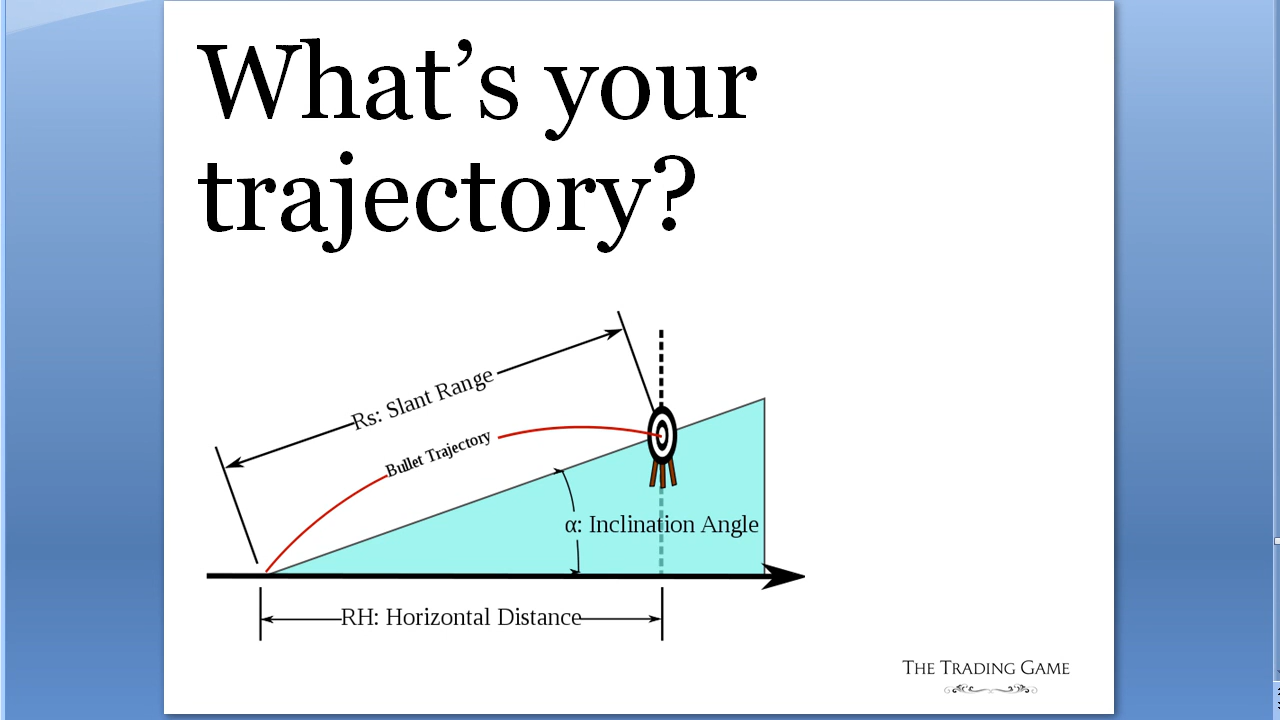 What’s your
trajectory?
Rs: Slant Range
Bullet Trajectory
α: Inclination Angle
RH: Horizontal Distance
THE TRADING GAME